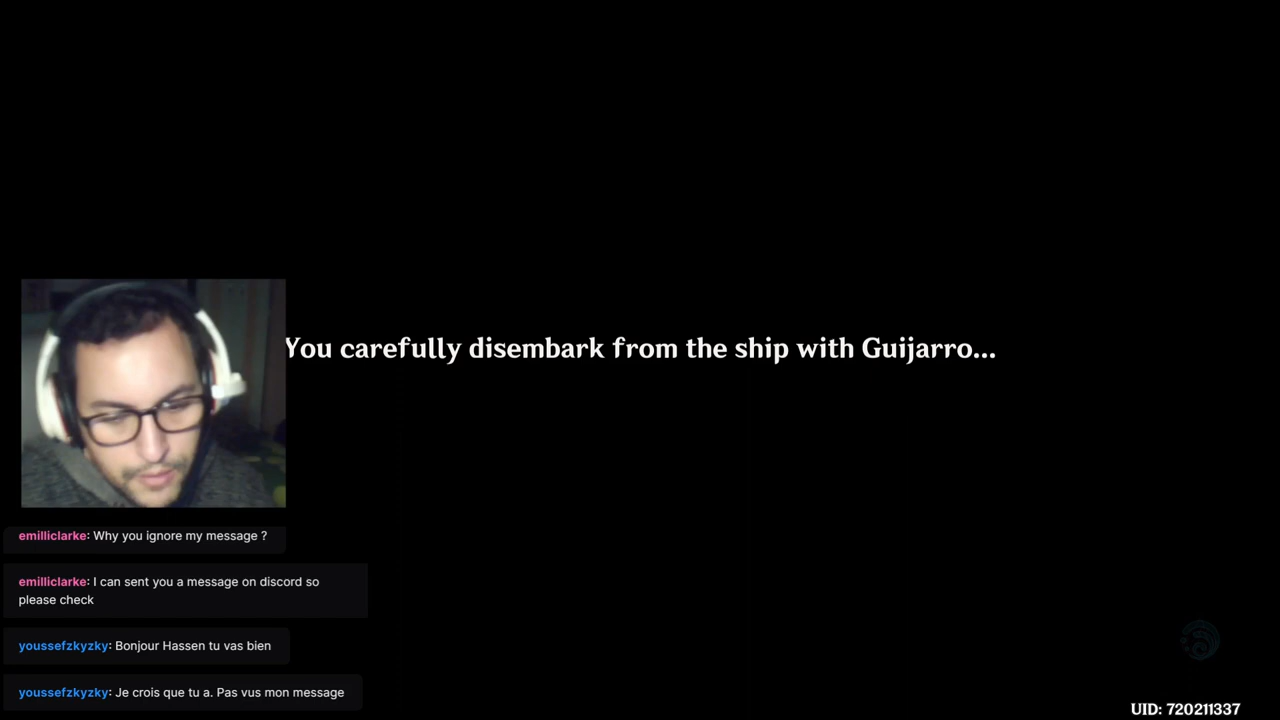 You carefully disembark from the ship with Guijarro...
emilliclarke: Why you ignore my message ?
emilliclarke: I can sent you a message on discord so
please check
youssefzkyzky: Bonjour Hassen tu vas bien
youssefzkyzky: Je crois que tu a. Pas vus mon message
UID: 720211337